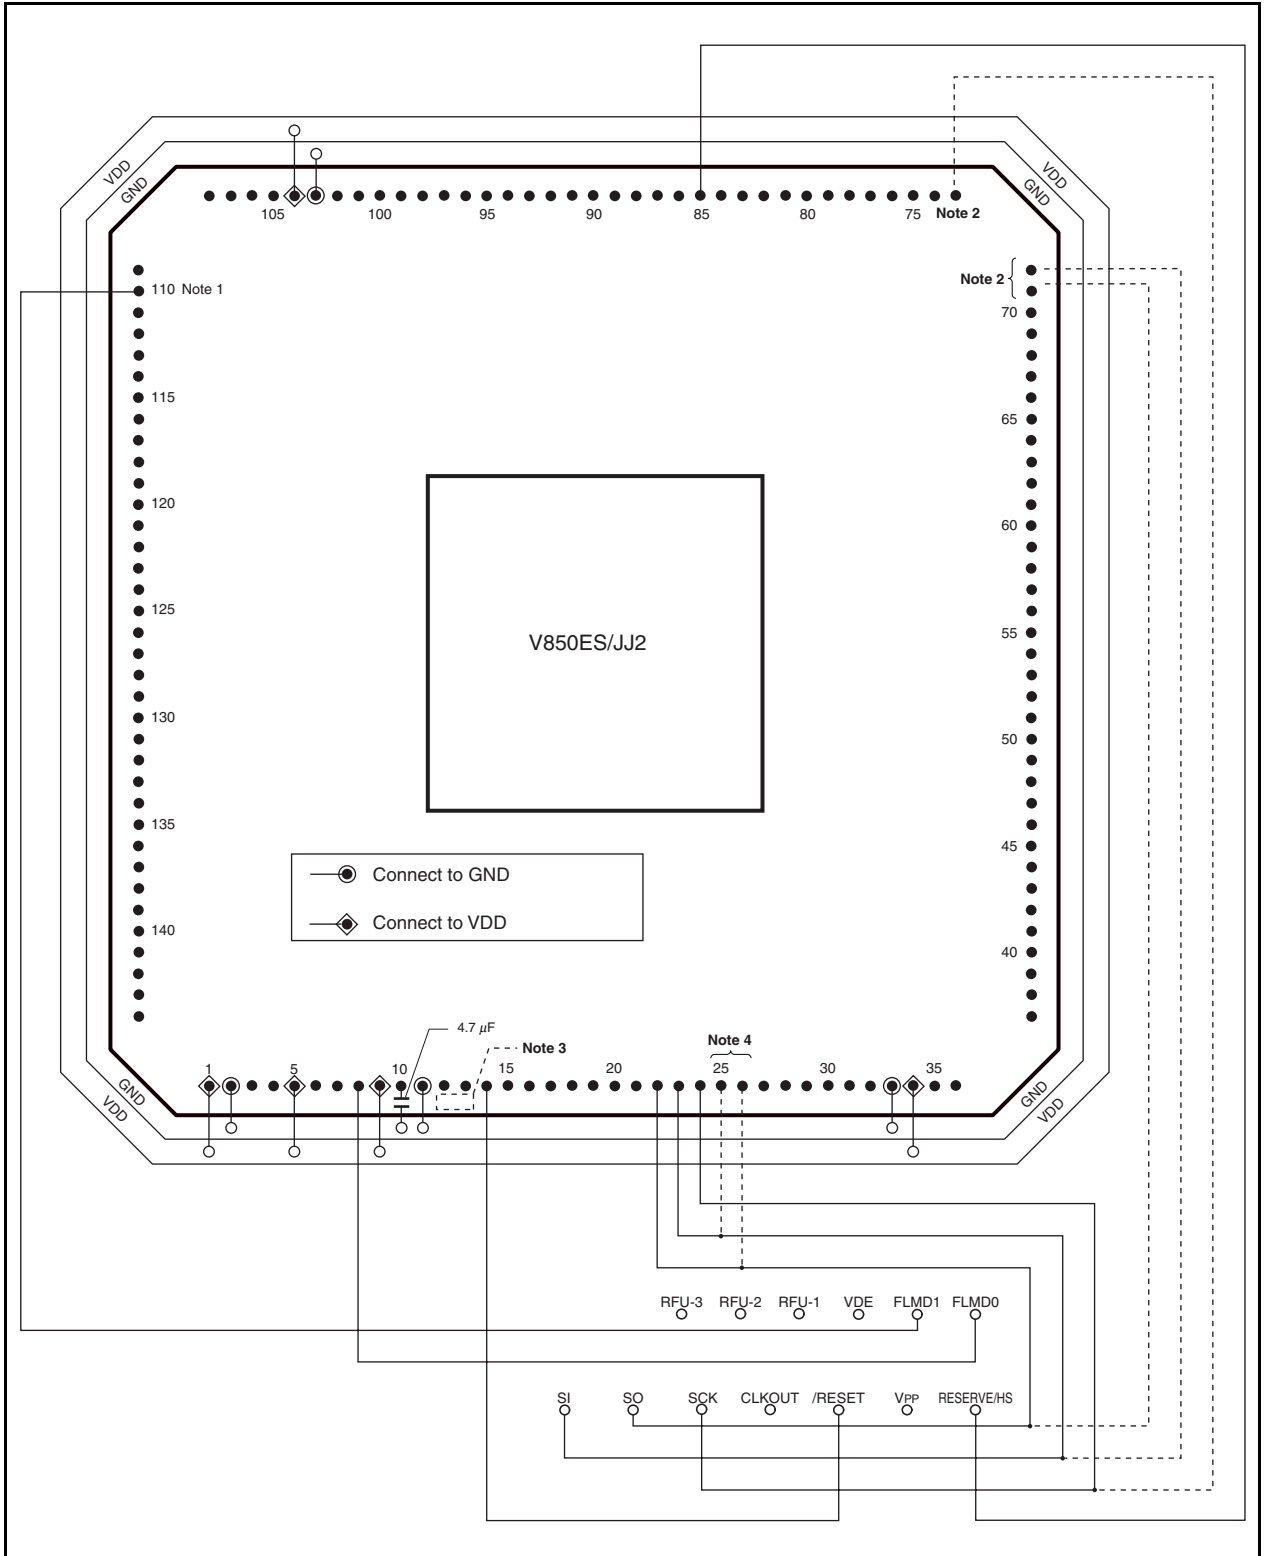 VDD
GND
VDD
GND
105
100
95
90
85
80
75
Note 2
110 Note 1
Note 2
70
115
65
120
60
125
55
V850ES/JJ2
130
50
135
45
Connect to GND
Connect to VDD
140
40
4.7 µF
Note 3
Note 4
1
5
10
15
20
25
30
35
GND
VDD
GND
VDD
RFU-3
RFU-2
RFU-1
VDE
FLMD1
FLMD0
SI
SO
SCK
CLKOUT
/RESET
VPP
RESERVE/HS